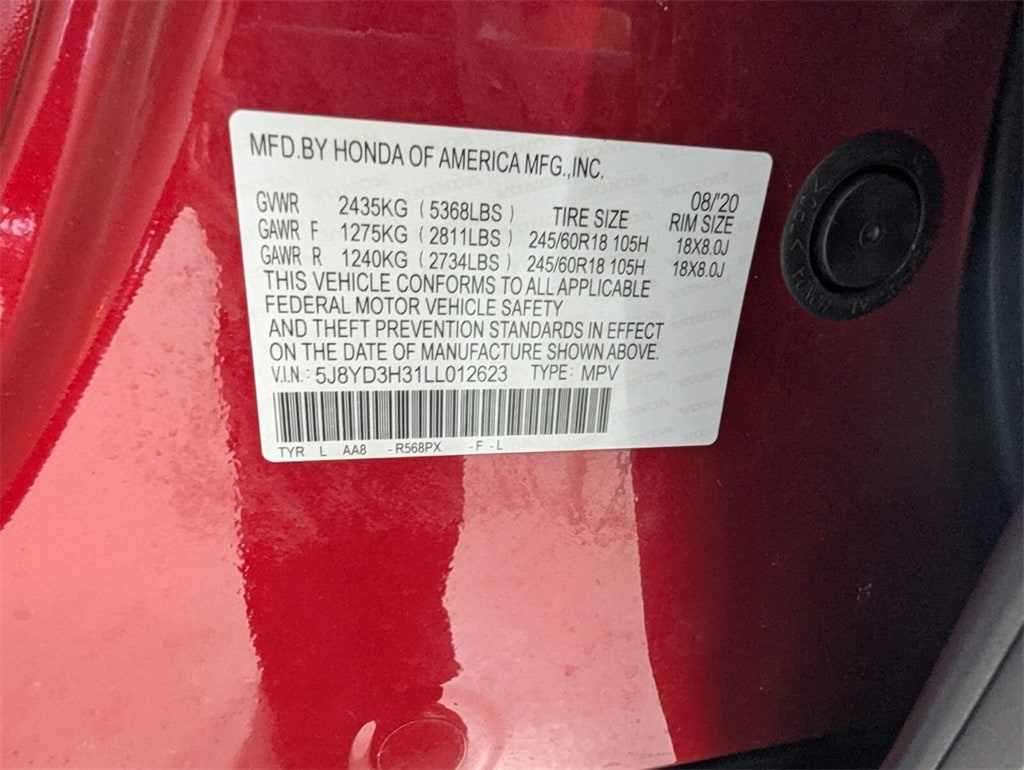 MFD.BY HONDA OF AMERICA MFG.,INC.
08/'20
GVWR 2435KG ( 5368LBS ) TIRE SIZE RIM SIZE
GAWR F 1275KG ( 2811LBS ) 245/60R18 105H 18X8.0J
GAWR R 1240KG ( 2734LBS ) 245/60R18 105H 18X8.0J
THIS VEHICLE CONFORMS TO ALL APPLICABLE
FEDERAL MOTOR VEHICLE SAFETY
AND THEFT PREVENTION STANDARDS IN EFFECT
ON THE DATE OF MANUFACTURE SHOWN ABOVE.
V.I.N.: 5J8YD3H31LL012623 TYPE: MPV
TYR L AA8 -R568PX -F -L